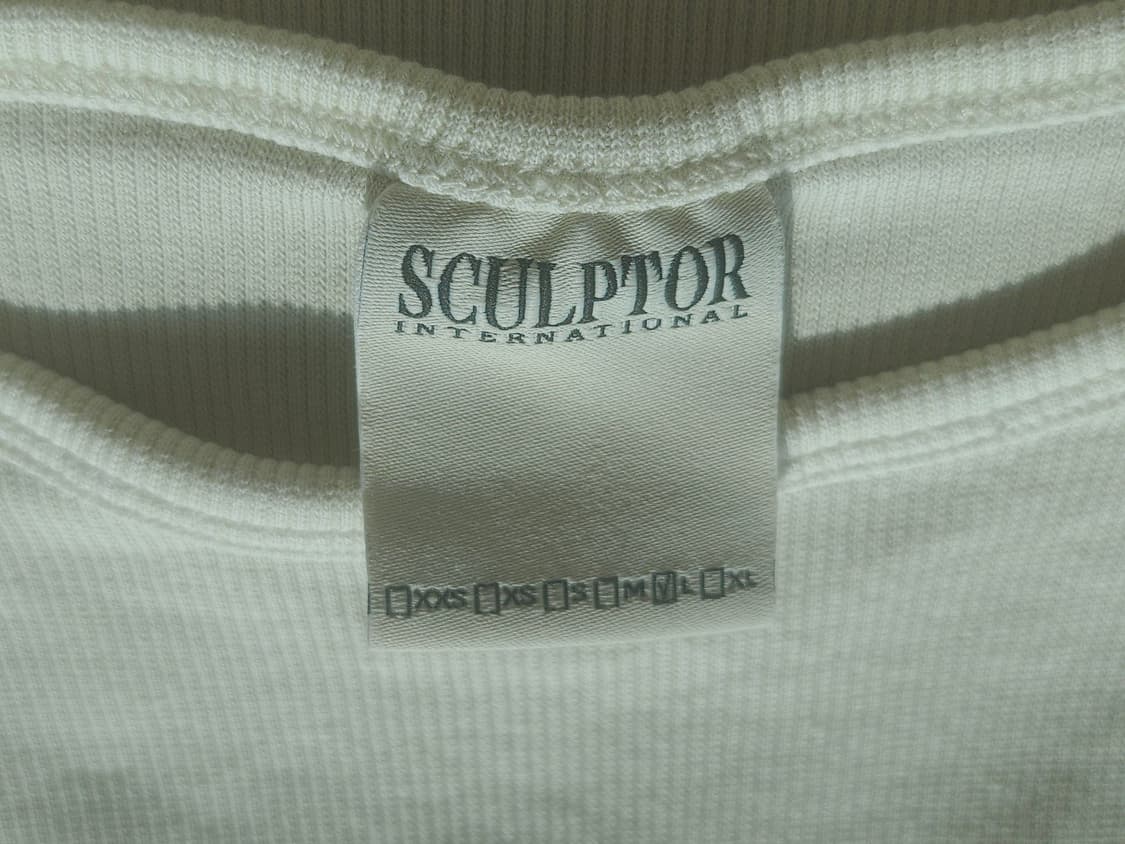 SCULPTOR
INTERNATIONAL
☐XXS ☐XS ☐S ☐M ☑L ☐XL